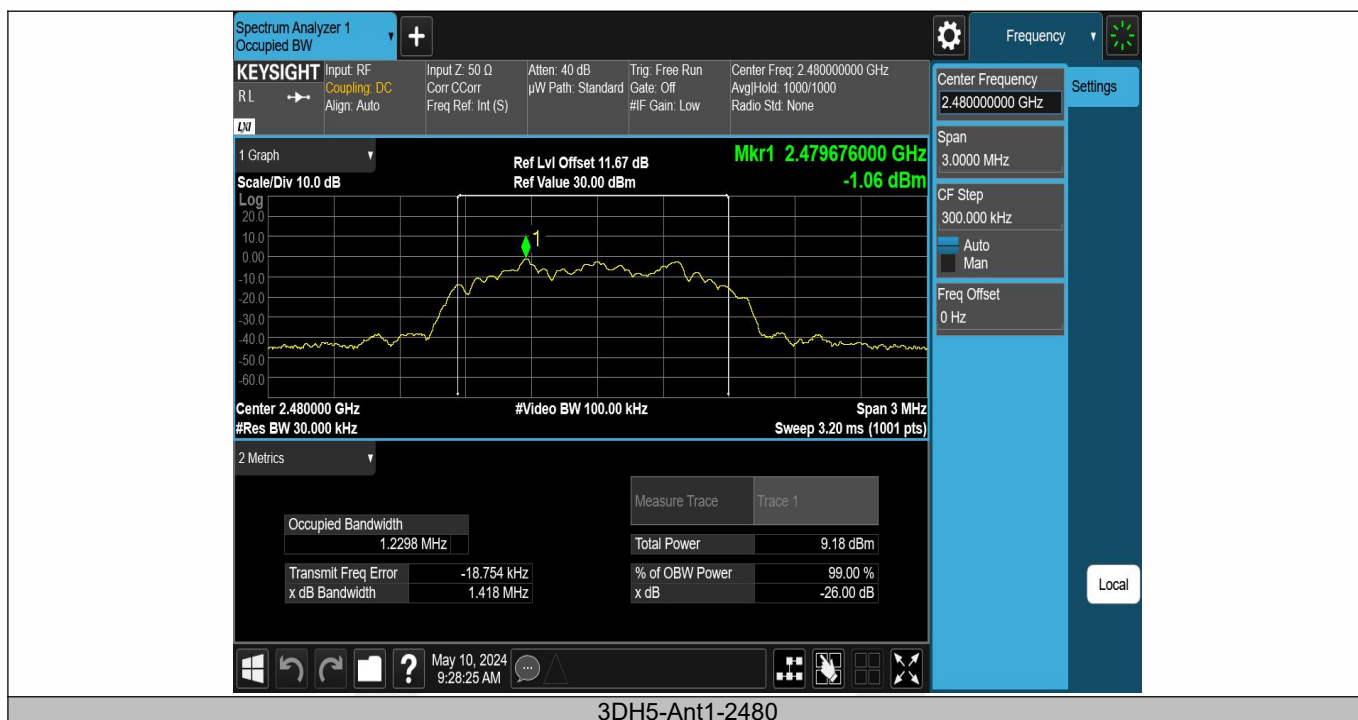 Spectrum Analyzer 1
Occupied BW
+
Frequency
KEYSIGHT
RL
LXI
Input: RF
Coupling: DC
Align: Auto
Input Z: 50 Ω
Corr CCorr
Freq Ref: Int (S)
Atten: 40 dB
µW Path: Standard
Trig: Free Run
Gate: Off
#IF Gain: Low
Center Freq: 2.480000000 GHz
Avg|Hold: 1000/1000
Radio Std: None
Center Frequency
2.480000000 GHz
Settings
Span
3.0000 MHz
CF Step
300.000 kHz
Auto
Man
Freq Offset
0 Hz
Local
1 Graph
Scale/Div 10.0 dB
Ref Lvl Offset 11.67 dB
Ref Value 30.00 dBm
Mkr1 2.479676000 GHz
-1.06 dBm
Log
20.0
10.0
0.00
-10.0
-20.0
-30.0
-40.0
-50.0
-60.0
1
Center 2.480000 GHz
#Video BW 100.00 kHz
Span 3 MHz
#Res BW 30.000 kHz
Sweep 3.20 ms (1001 pts)
2 Metrics
Measure Trace Trace 1
Occupied Bandwidth
1.2298 MHz
Total Power 9.18 dBm
Transmit Freq Error -18.754 kHz
% of OBW Power 99.00 %
x dB Bandwidth 1.418 MHz
x dB -26.00 dB
?
May 10, 2024
9:28:25 AM
3DH5-Ant1-2480